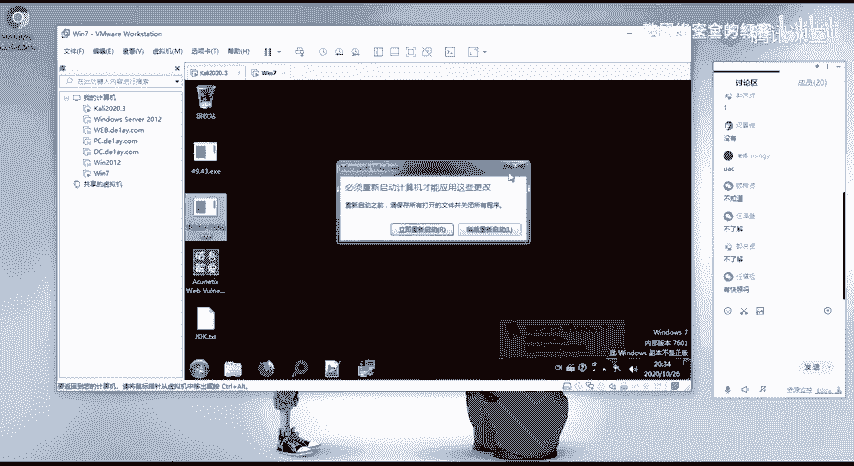 Win7 - VMware Workstation
文件(F) 编辑(E) 查看(V) 虚拟机(M) 选项卡(T) 帮助(H)
库
在此处键入内容进行搜索
我的计算机
Kali2020.3
Windows Server 2012
WEB.de1ay.com
PC.de1ay.com
DC.de1ay.com
Win2012
Win7
共享的虚拟机
Kali2020.3
Win7
回收站
49.43.exe
Acunetix
Web Vulne...
JDK.txt
必须重新启动计算机才能应用这些更改
重新启动之前，请保存所有打开的文件并关闭所有程序。
立即重新启动(R)
稍后重新启动(L)
Windows 7
内部版本 7601
此 Windows 副本不是正版
20:34
2020/10/26
要返回到您的计算机，请将鼠标指针从虚拟机中移出或按 Ctrl+Alt。
讨论区
成员(20)
1
没有
uac
不知道
不了解
不了解
有快照吗
发送